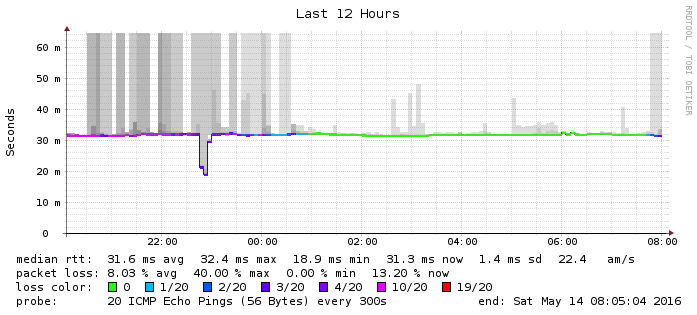 Last 12 Hours
RRDTOOL / TOBI OETIKER
Seconds
60 m
50 m
40 m
30 m
20 m
10 m
0
22:00 00:00 02:00 04:00 06:00 08:00
median rtt: 31.6 ms avg 32.4 ms max 18.9 ms min 31.3 ms now 1.4 ms sd 22.4 am/s
packet loss: 8.03 % avg 40.00 % max 0.00 % min 13.20 % now
loss color: 0 1/20 2/20 3/20 4/20 10/20 19/20
probe: 20 ICMP Echo Pings (56 Bytes) every 300s end: Sat May 14 08:05:04 2016